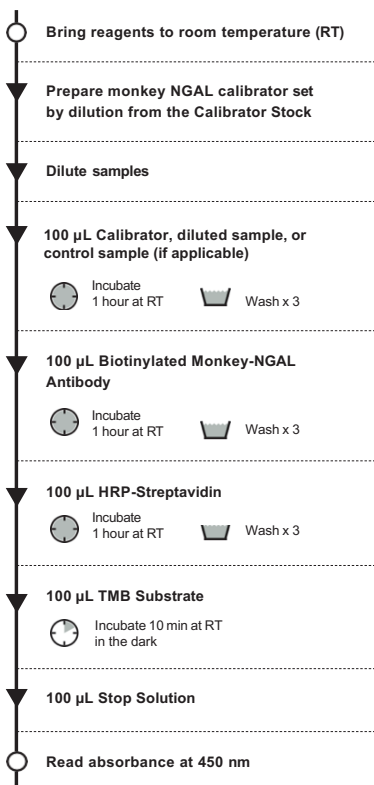 Bring reagents to room temperature (RT)
Prepare monkey NGAL calibrator set
by dilution from the Calibrator Stock
Dilute samples
100 µL Calibrator, diluted sample, or
control sample (if applicable)
Incubate
1 hour at RT
Wash x 3
100 µL Biotinylated Monkey-NGAL
Antibody
Incubate
1 hour at RT
Wash x 3
100 µL HRP-Streptavidin
Incubate
1 hour at RT
Wash x 3
100 µL TMB Substrate
Incubate 10 min at RT
in the dark
100 µL Stop Solution
Read absorbance at 450 nm